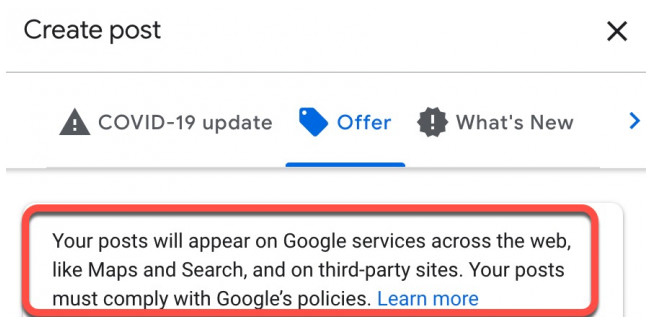 Create post
COVID-19 update Offer What's New
Your posts will appear on Google services across the web,
like Maps and Search, and on third-party sites. Your posts
must comply with Google’s policies. Learn more